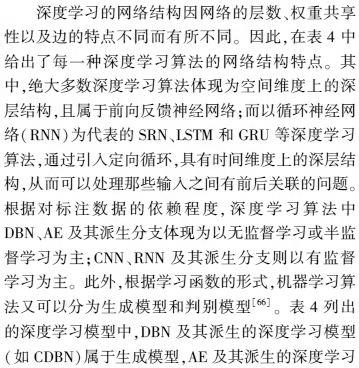 深度学习的网络结构因网络的层数、权重共享
性以及边的特点不同而有所不同。因此,在表 4 中
给出了每一种深度学习算法的网络结构特点。其
中,绝大多数深度学习算法体现为空间维度上的深
层结构,且属于前向反馈神经网络;而以循环神经网
络(RNN)为代表的 SRN、LSTM 和 GRU 等深度学习
算法,通过引入定向循环,具有时间维度上的深层结
构,从而可以处理那些输入之间有前后关联的问题。
根据对标注数据的依赖程度,深度学习算法中
DBN、AE 及其派生分支体现为以无监督学习或半监
督学习为主;CNN、RNN 及其派生分支则以有监督
学习为主。此外,根据学习函数的形式,机器学习算
法又可以分为生成模型和判别模型[66]。表 4 列出
的深度学习模型中,DBN 及其派生的深度学习模型
(如 CDBN)属于生成模型,AE 及其派生的深度学习